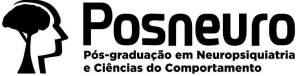 Posneuro
Pós-graduação em Neuropsiquiatria
e Ciências do Comportamento